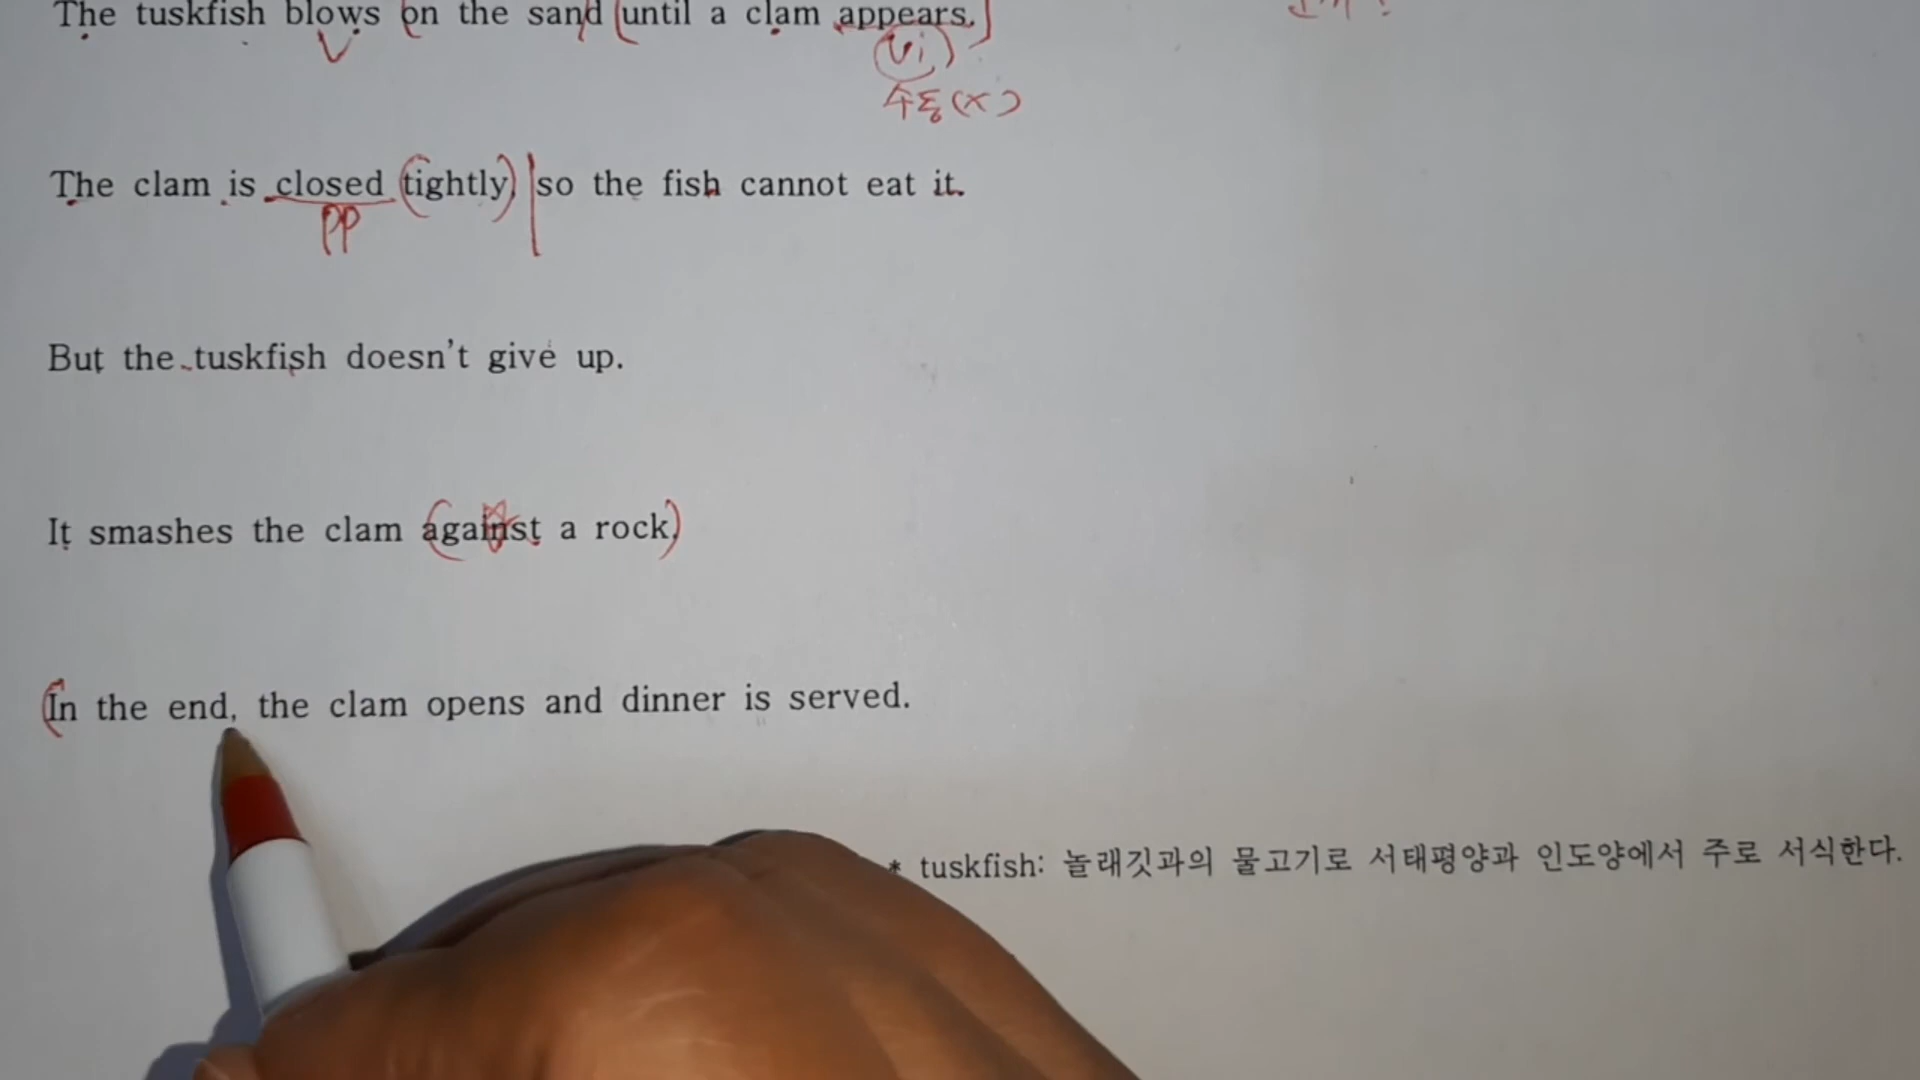 The tuskfish blows on the sand until a clam appears.
V
vi
수동(X)
The clam is closed tightly, so the fish cannot eat it.
PP
But the tuskfish doesn't give up.
It smashes the clam against a rock.
In the end, the clam opens and dinner is served.
* tuskfish: 놀래깃과의 물고기로 서태평양과 인도양에서 주로 서식한다.